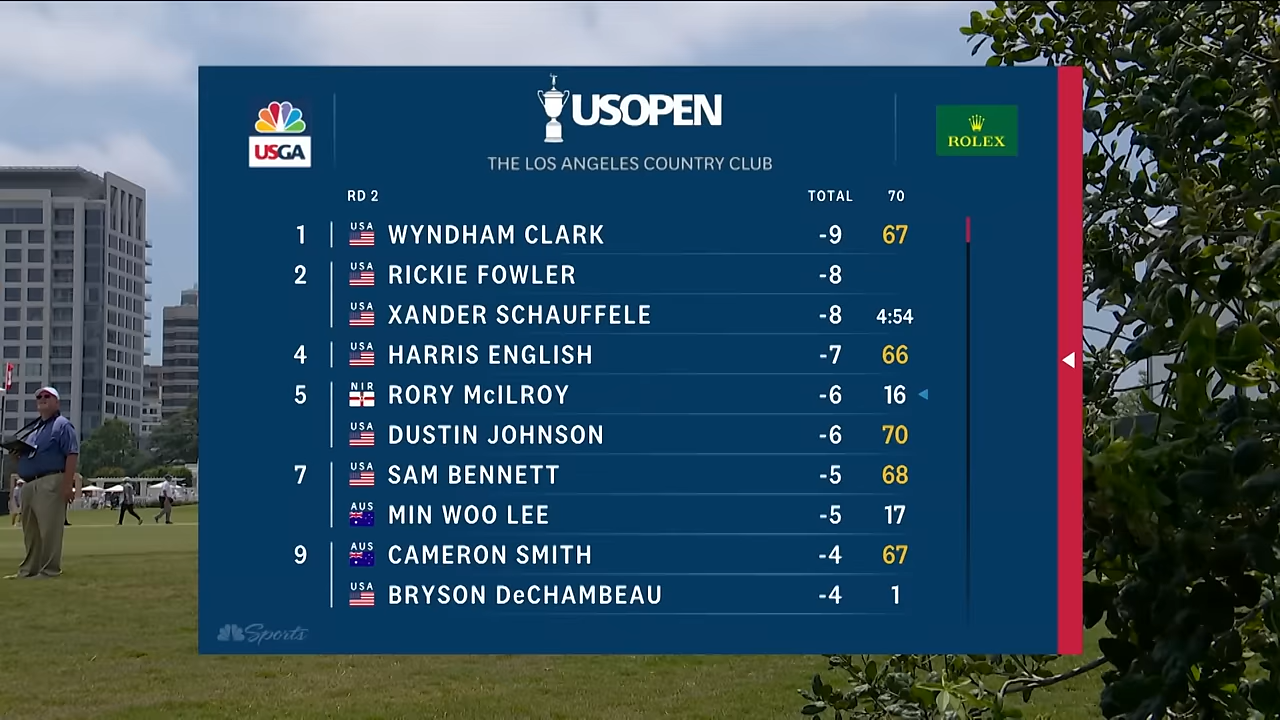 USGA
USOPEN
ROLEX
THE LOS ANGELES COUNTRY CLUB
RD 2 TOTAL 70
1 USA WYNDHAM CLARK -9 67
2 USA RICKIE FOWLER -8
USA XANDER SCHAUFFELE -8 4:54
4 USA HARRIS ENGLISH -7 66
5 NIR RORY McILROY -6 16
USA DUSTIN JOHNSON -6 70
7 USA SAM BENNETT -5 68
AUS MIN WOO LEE -5 17
9 AUS CAMERON SMITH -4 67
USA BRYSON DeCHAMBEAU -4 1
Sports